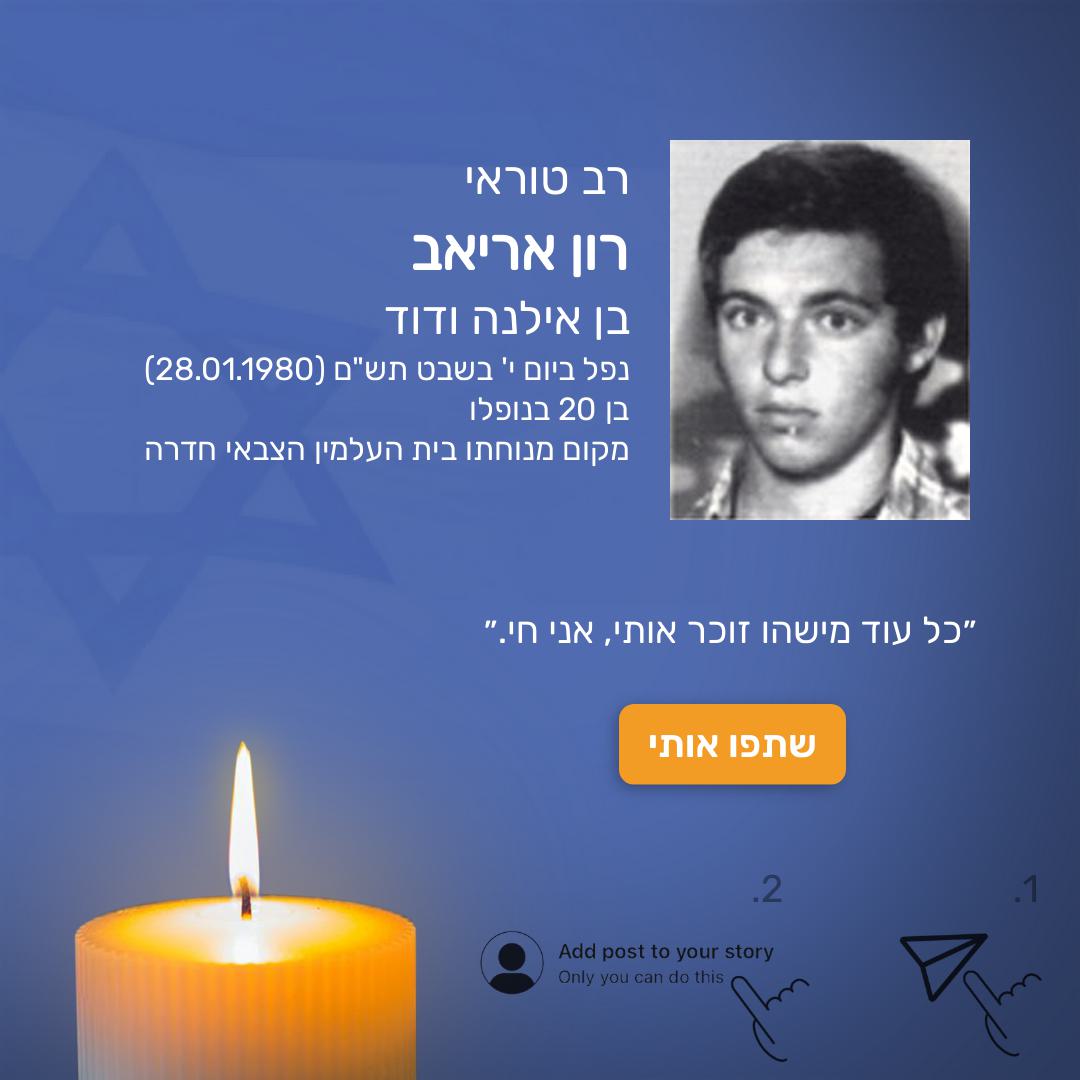 רב טוראי
רון אריאב
בן אילנה ודוד
נפל ביום י' בשבט תש"ם (28.01.1980)
בן 20 בנופלו
מקום מנוחתו בית העלמין הצבאי חדרה
״כל עוד מישהו זוכר אותי, אני חי.״
שתפו אותי
.1
.2
Add post to your story
Only you can do this